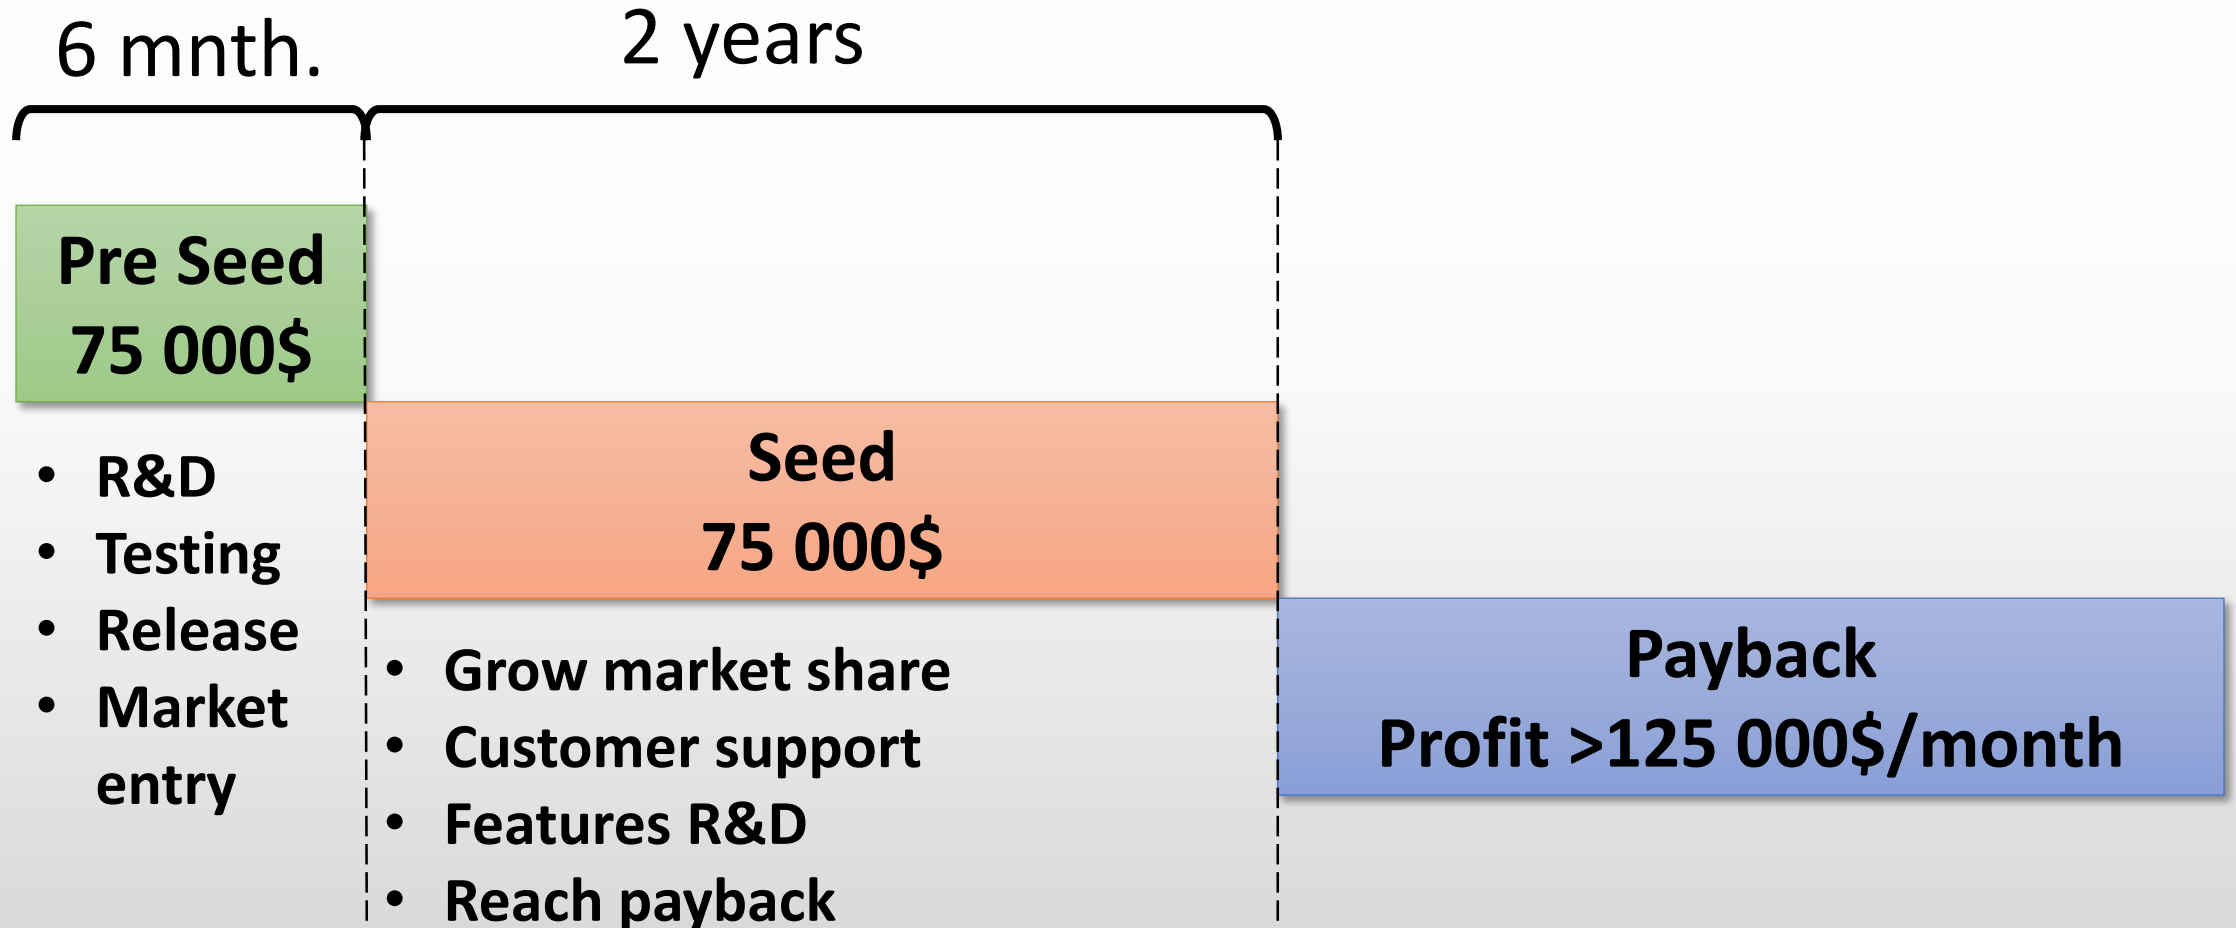 6 mnth.
2 years
Pre Seed
75 000$
• R&D
• Testing
• Release
• Market
entry
Seed
75 000$
• Grow market share
• Customer support
• Features R&D
• Reach payback
Payback
Profit >125 000$/month